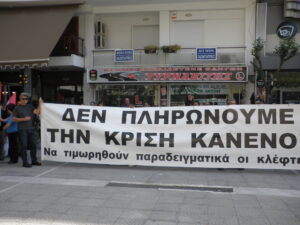 ΔΕΝ ΠΛΗΡΩΝΟΥΜΕ
ΤΗΝ ΚΡΙΣΗ ΚΑΝΕΝΟ
Να τιμωρηθούν παραδειγματικά οι κλέφτε